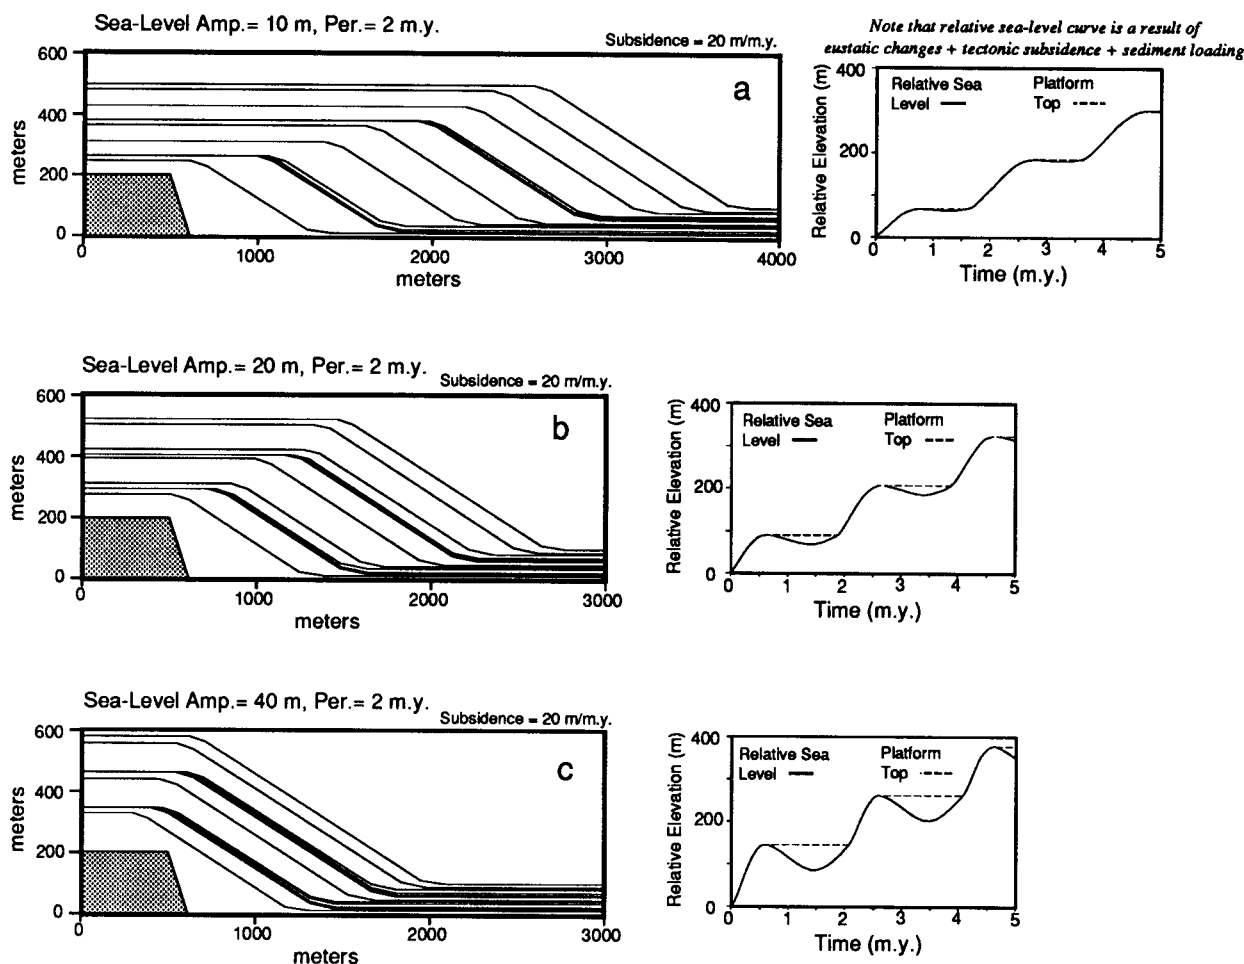 Sea-Level Amp.= 10 m, Per.= 2 m.y.
Subsidence = 20 m/m.y.
Note that relative sea-level curve is a result of
eustatic changes + tectonic subsidence + sediment loading
600
400
200
0
meters
a
0 1000 2000 3000 4000
meters
400
200
0
Relative Elevation (m)
Relative Sea Platform
Level Top
0 1 2 3 4 5
Time (m.y.)
Sea-Level Amp.= 20 m, Per.= 2 m.y.
Subsidence = 20 m/m.y.
600
400
200
0
meters
b
0 1000 2000 3000
meters
400
200
0
Relative Elevation (m)
Relative Sea Platform
Level Top
0 1 2 3 4 5
Time (m.y.)
Sea-Level Amp.= 40 m, Per.= 2 m.y.
Subsidence = 20 m/m.y.
600
400
200
0
meters
c
0 1000 2000 3000
meters
400
200
0
Relative Elevation (m)
Relative Sea Platform
Level Top
0 1 2 3 4 5
Time (m.y.)